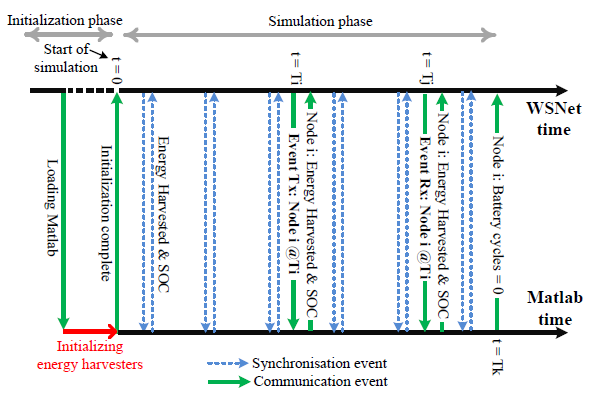 Initialization phase
Simulation phase
Start of
simulation
t = 0
t = Ti
t = Tj
WSNet
time
Loading Matlab
Initialization complete
Energy Harvested & SOC
Event Tx: Node i @Ti
Node i: Energy Harvested & SOC
Event Rx: Node i @Ti
Node i: Energy Harvested & SOC
Node i: Battery cycles = 0
Matlab
time
Initializing
energy harvesters
t = Tk
Synchronisation event
Communication event